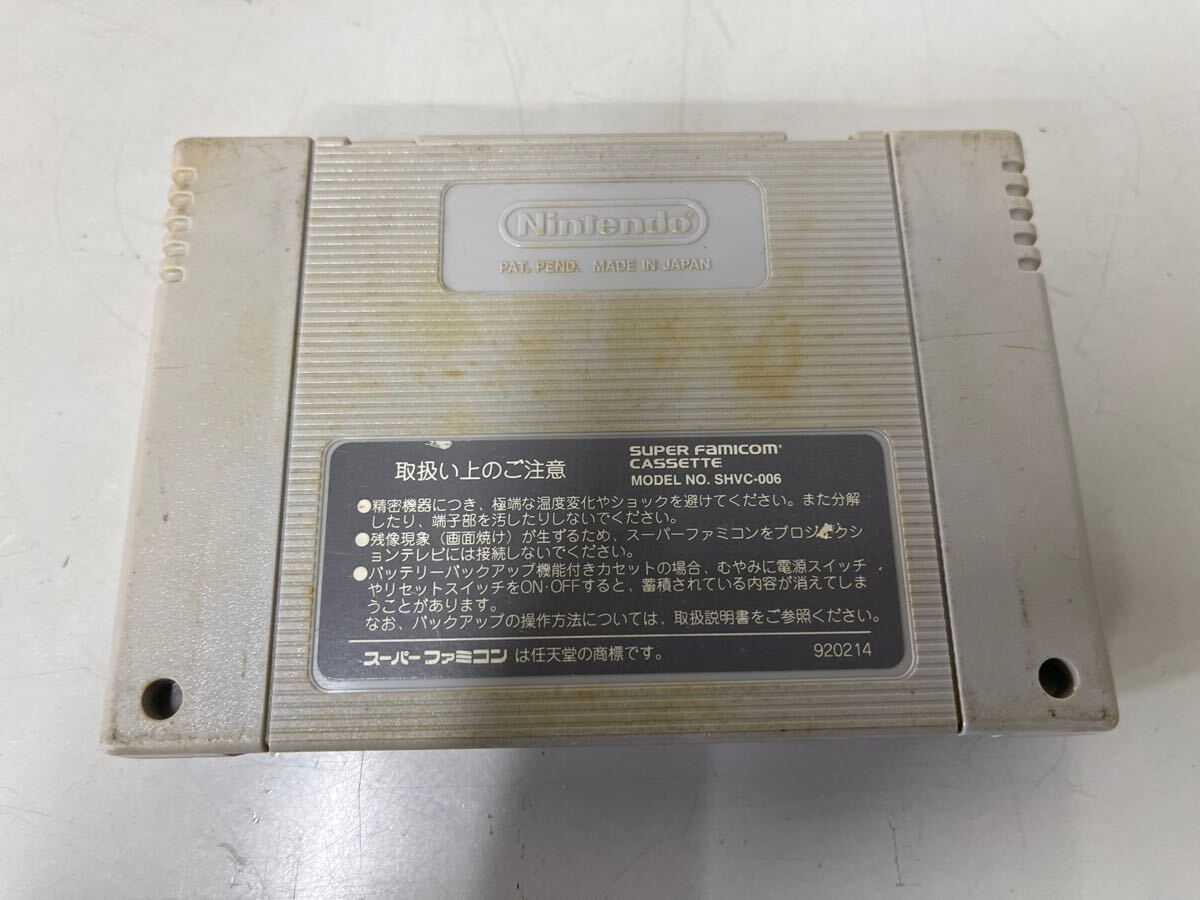 Nintendo
PAT. PEND. MADE IN JAPAN
取扱い上のご注意
SUPER FAMICOM
CASSETTE
MODEL NO. SHVC-006
●精密機器につき、極端な温度変化やショックを避けてください。また分解
したり、端子部を汚したりしないでください。
●残像現象(画面焼け)が生ずるため、スーパーファミコンをプロジェクシ
ョンテレビには接続しないでください。
●バッテリーバックアップ機能付きカセットの場合、むやみに電源スイッチ
やリセットスイッチをON・OFFすると、蓄積されている内容が消えてしま
うことがあります。
なお、バックアップの操作方法については、取扱説明書をご参照ください。
スーパーファミコンは任天堂の商標です。
920214